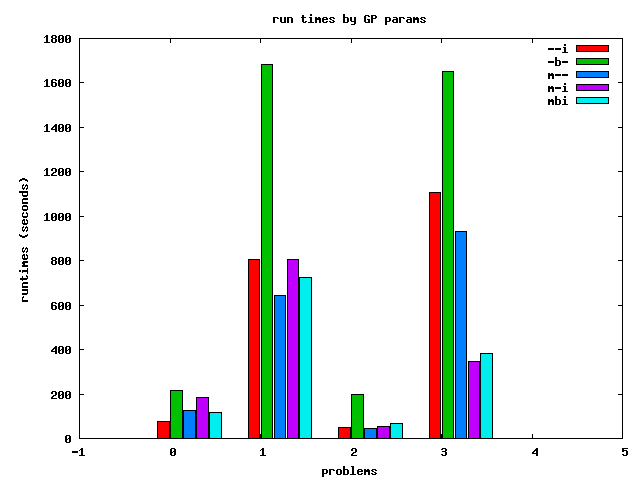 run times by GP params
--i
-b-
m--
m-i
mbi
1800
1600
1400
1200
1000
800
600
400
200
0
runtimes (seconds)
-1 0 1 2 3 4 5
problems